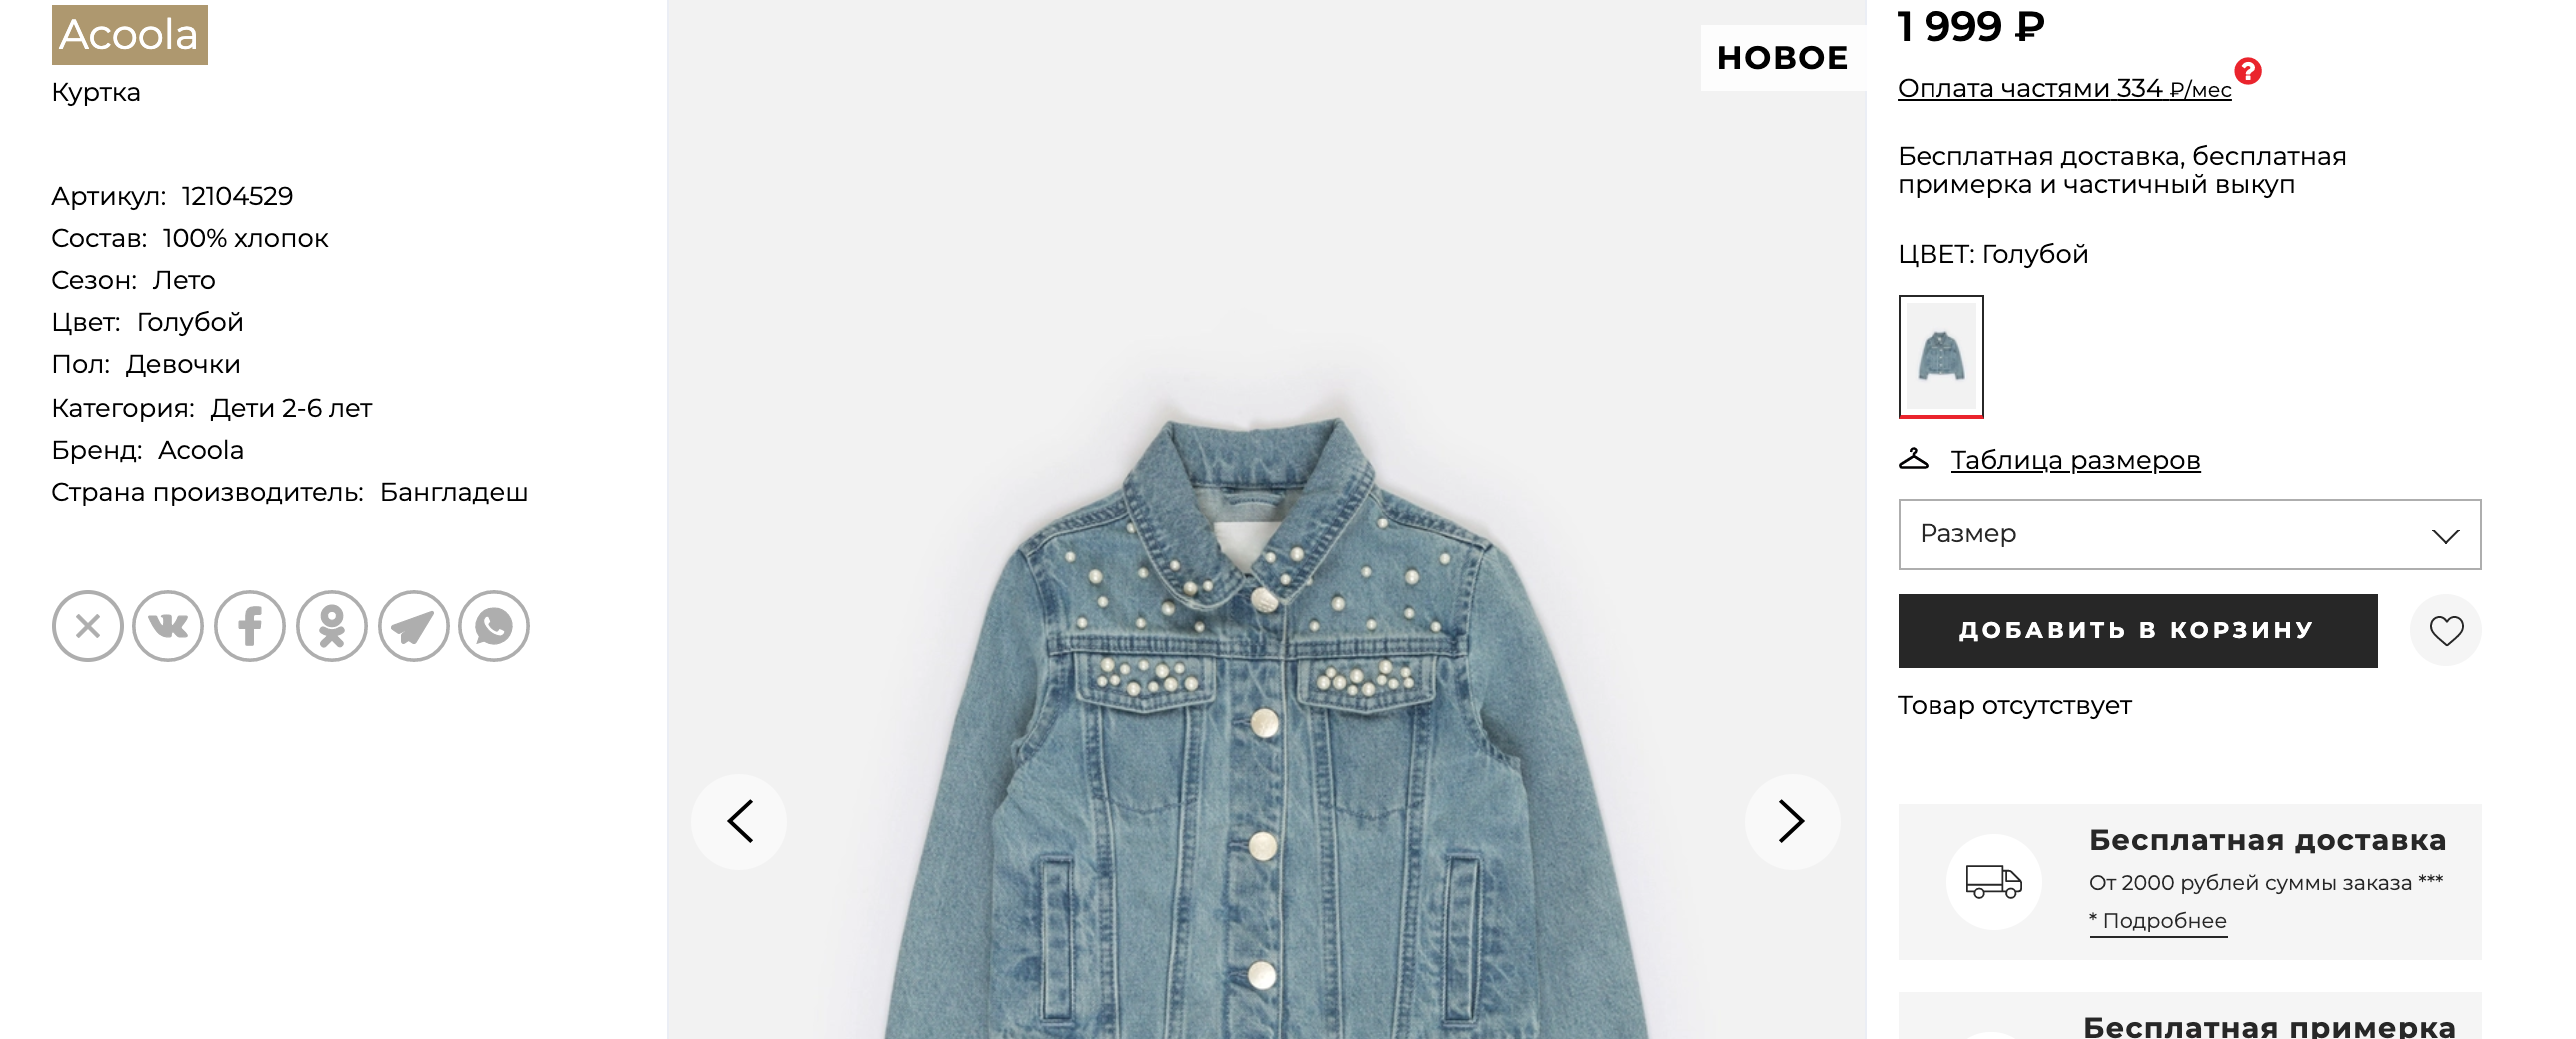 Acoola
Куртка
Артикул: 12104529
Состав: 100% хлопок
Сезон: Лето
Цвет: Голубой
Пол: Девочки
Категория: Дети 2-6 лет
Бренд: Acoola
Страна производитель: Бангладеш
НОВОЕ
1 999 ₽
Оплата частями 334 ₽/мес
?
Бесплатная доставка, бесплатная
примерка и частичный выкуп
ЦВЕТ: Голубой
Таблица размеров
Размер
ДОБАВИТЬ В КОРЗИНУ
Товар отсутствует
Бесплатная доставка
От 2000 рублей суммы заказа ***
* Подробнее
Бесплатная примерка